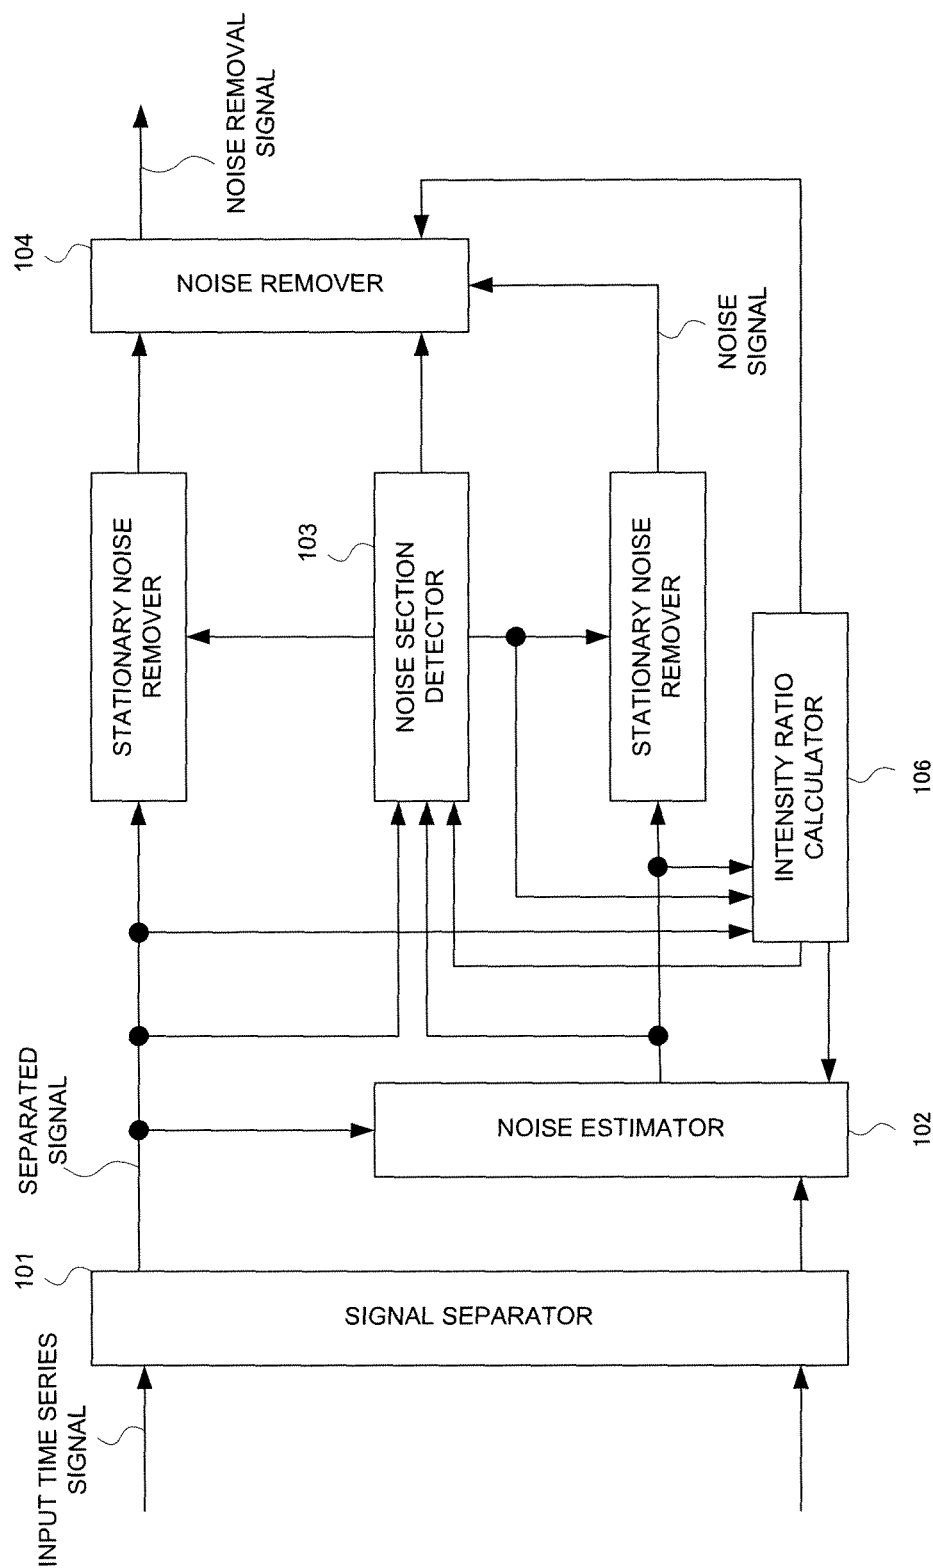 INPUT TIME SERIES
SIGNAL
101
SIGNAL SEPARATOR
SEPARATED
SIGNAL
NOISE ESTIMATOR
102
STATIONARY NOISE
REMOVER
103
NOISE SECTION
DETECTOR
STATIONARY NOISE
REMOVER
INTENSITY RATIO
CALCULATOR
106
104
NOISE REMOVER
NOISE
SIGNAL
NOISE REMOVAL
SIGNAL